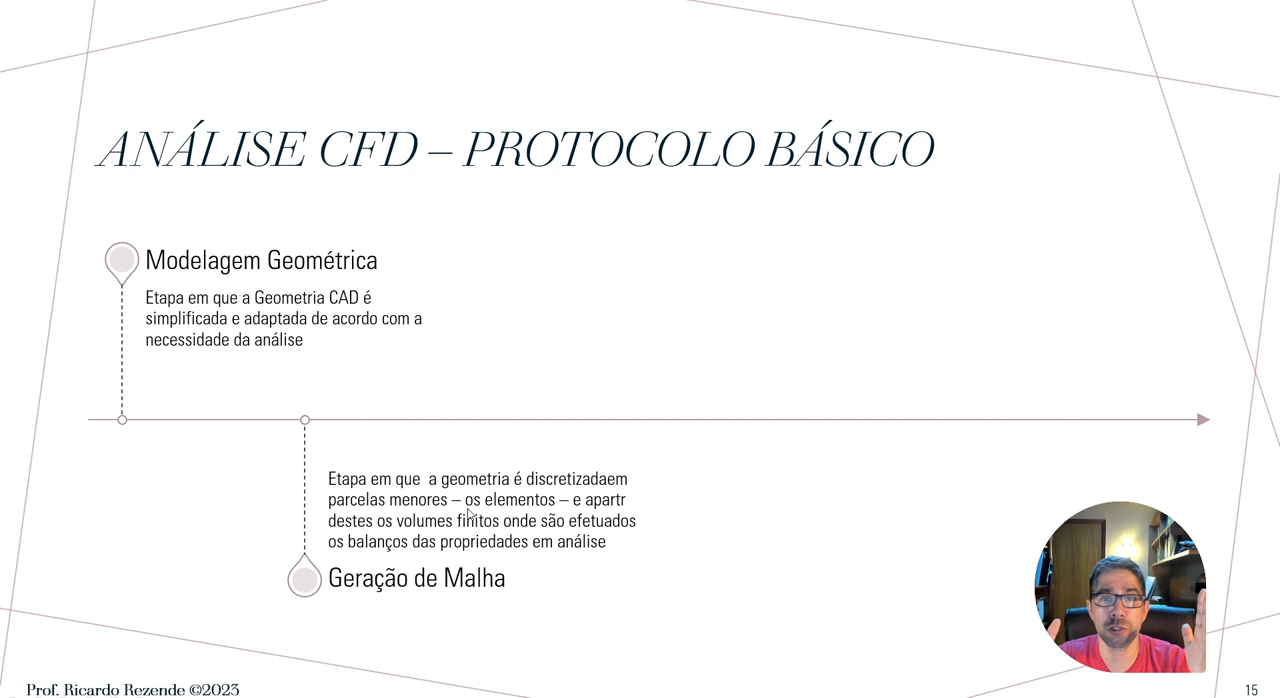 ANÁLISE CFD – PROTOCOLO BÁSICO
Modelagem Geométrica
Etapa em que a Geometria CAD é
simplificada e adaptada de acordo com a
necessidade da análise
Etapa em que  a geometria é discretizadaem
parcelas menores – os elementos – e apartr
destes os volumes finitos onde são efetuados
os balanços das propriedades em análise
Geração de Malha
Prof. Ricardo Rezende ©2023
15